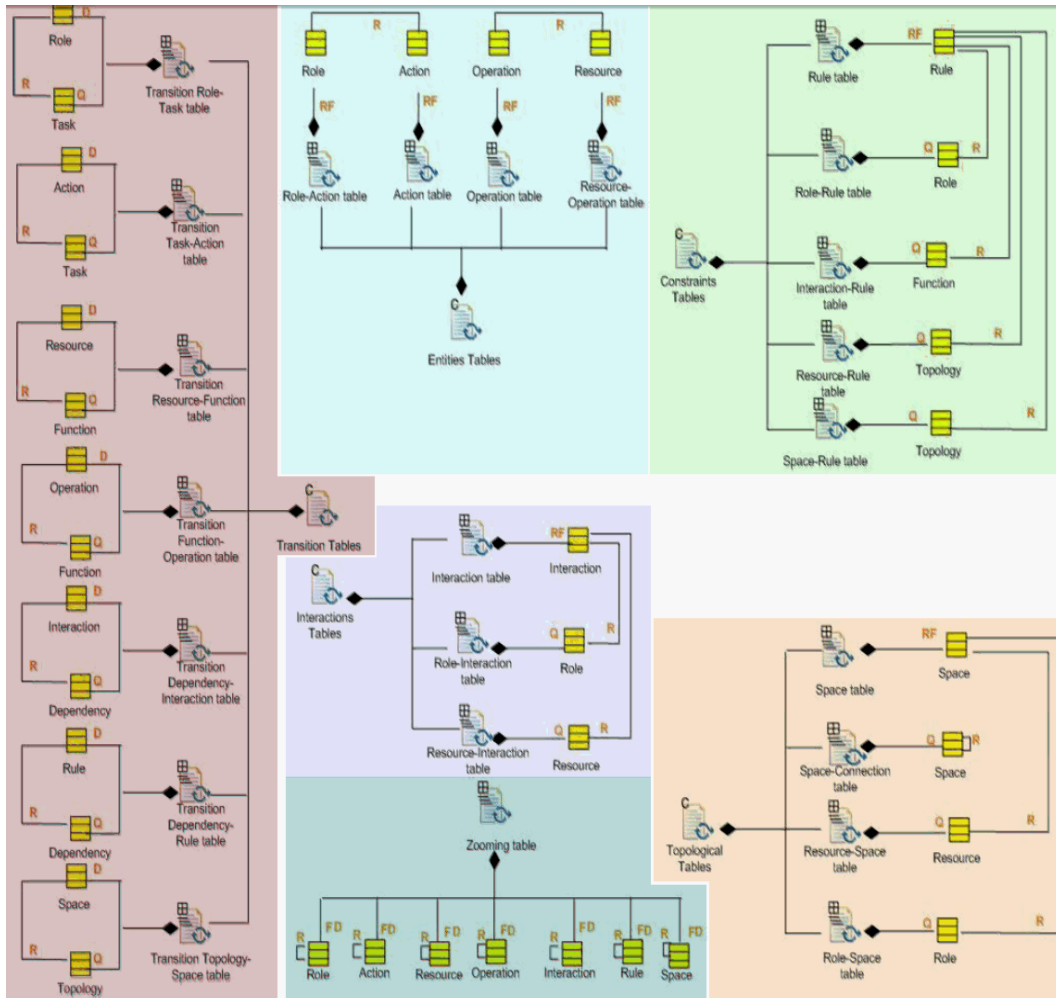 D
Role
R
Q
Task
Transition Role-
Task table
D
Action
R
Q
Task
Transition
Task-Action
table
D
Resource
R
Q
Function
Transition
Resource-Function
table
D
Operation
R
Q
Function
Transition
Function-
Operation table
D
Interaction
R
Q
Dependency
Transition
Dependency-
Interaction table
D
Rule
R
Q
Dependency
Transition
Dependency-
Rule table
D
Space
R
Q
Topology
Transition Topology-
Space table
C
Transition Tables
R
R
Role
Action
Operation
Resource
RF
RF
RF
RF
Role-Action table
Action table
Operation table
Resource-
Operation table
C
Entities Tables
C
Constraints
Tables
Rule table
RF
Rule
Role-Rule table
Q
R
Role
Interaction-Rule
table
Q
R
Function
Resource-Rule
table
Q
R
Topology
Space-Rule table
Q
R
Topology
C
Interactions
Tables
Interaction table
RF
Interaction
Role-Interaction
table
Q
R
Role
Resource-Interaction
table
Q
R
Resource
Zooming table
R FD
R FD
R FD
R FD
R FD
R FD
R FD
Role
Action
Resource
Operation
Interaction
Rule
Space
C
Topological
Tables
Space table
RF
Space
Space-Connection
table
Q
R
Space
Resource-Space
table
Q
R
Resource
Role-Space
table
Q
R
Role